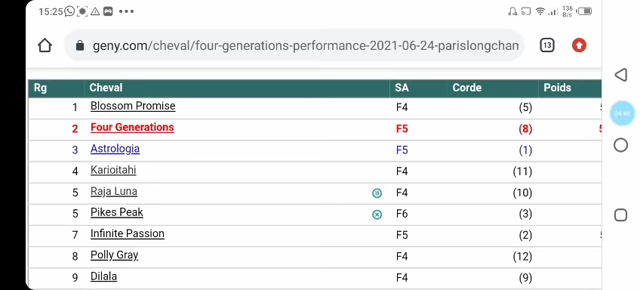 15:25 136 B/s
geny.com/cheval/four-generations-performance-2021-06-24-parislongchan 13
Rg Cheval SA Corde Poids
1 Blossom Promise F4 (5)
2 Four Generations F5 (8)
3 Astrologia F5 (1)
4 Karioitahi F4 (11)
5 Raja Luna F4 (10)
5 Pikes Peak F6 (3)
7 Infinite Passion F5 (2)
8 Polly Gray F4 (12)
9 Dilala F4 (9)